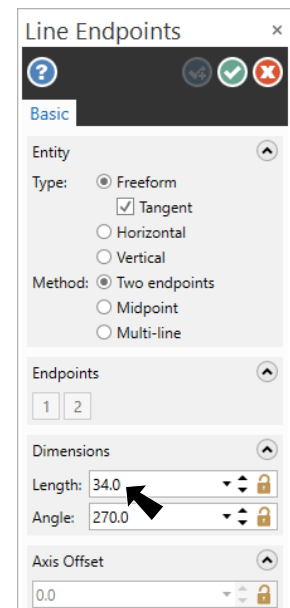 Line Endpoints ×
?
Basic
Entity
Type: Freeform
Tangent
Horizontal
Vertical
Method: Two endpoints
Midpoint
Multi-line
Endpoints
1 2
Dimensions
Length: 34.0
Angle: 270.0
Axis Offset
0.0